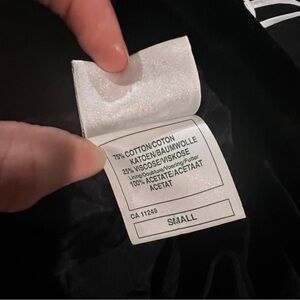 75% COTTON/COTON
KATOEN/BAUMWOLLE
25% VISCOSE/VISKOSE
Lining/Doublure/Voering/Futter
100% ACETATE/ACETAAT
ACETAT
CA 11249
SMALL